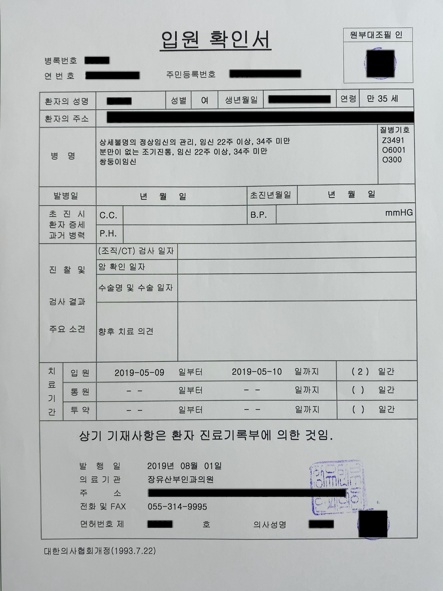 입원 확인서
원부대조필 인
병록번호
연 번 호 주민등록번호
환자의 성명 성별 여 생년월일 연령 만 35 세
환자의 주소
병 명 상세불명의 정상임신의 관리, 임신 22주 이상, 34주 미만
분만이 없는 조기진통, 임신 22주 이상, 34주 미만
쌍둥이임신
질병기호
Z3491
O6001
O300
발병일 년 월 일 초진년월일 년 월 일
초 진 시
환자 증세
과거 병력
C.C. B.P. mmHG
P.H.
진 찰 및
검사 결과
주요 소견
(조직/CT) 검사 일자
암 확인 일자
수술명 및 수술 일자
향후 치료 의견
치료기간
입 원 2019-05-09 일부터 2019-05-10 일까지 ( 2 ) 일간
통 원 - - 일부터 - - 일까지 ( ) 일간
투 약 - - 일부터 - - 일까지 ( ) 일간
상기 기재사항은 환자 진료기록부에 의한 것임.
발 행 일 2019년 08월 01일
의 료 기 관 장유산부인과의원
주 소
전화 및 FAX 055-314-9995
면허번호 제 호 의사성명
대한의사협회개정(1993.7.22)